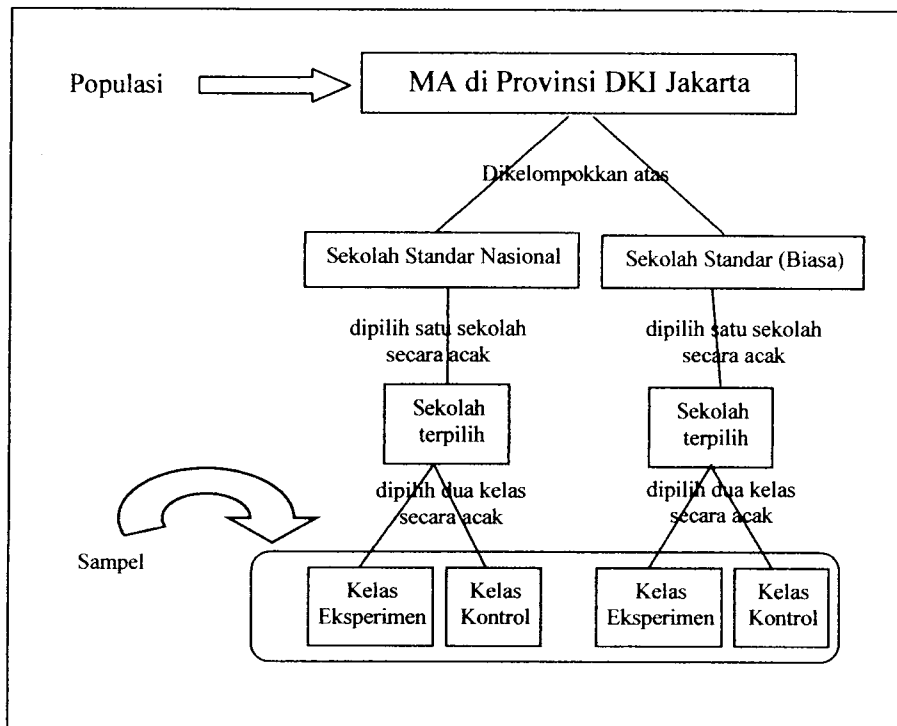 Populasi
MA di Provinsi DKI Jakarta
Dikelompokkan atas
Sekolah Standar Nasional
Sekolah Standar (Biasa)
dipilih satu sekolah
secara acak
dipilih satu sekolah
secara acak
Sekolah
terpilih
Sekolah
terpilih
dipilih dua kelas
secara acak
dipilih dua kelas
secara acak
Sampel
Kelas
Eksperimen
Kelas
Kontrol
Kelas
Eksperimen
Kelas
Kontrol